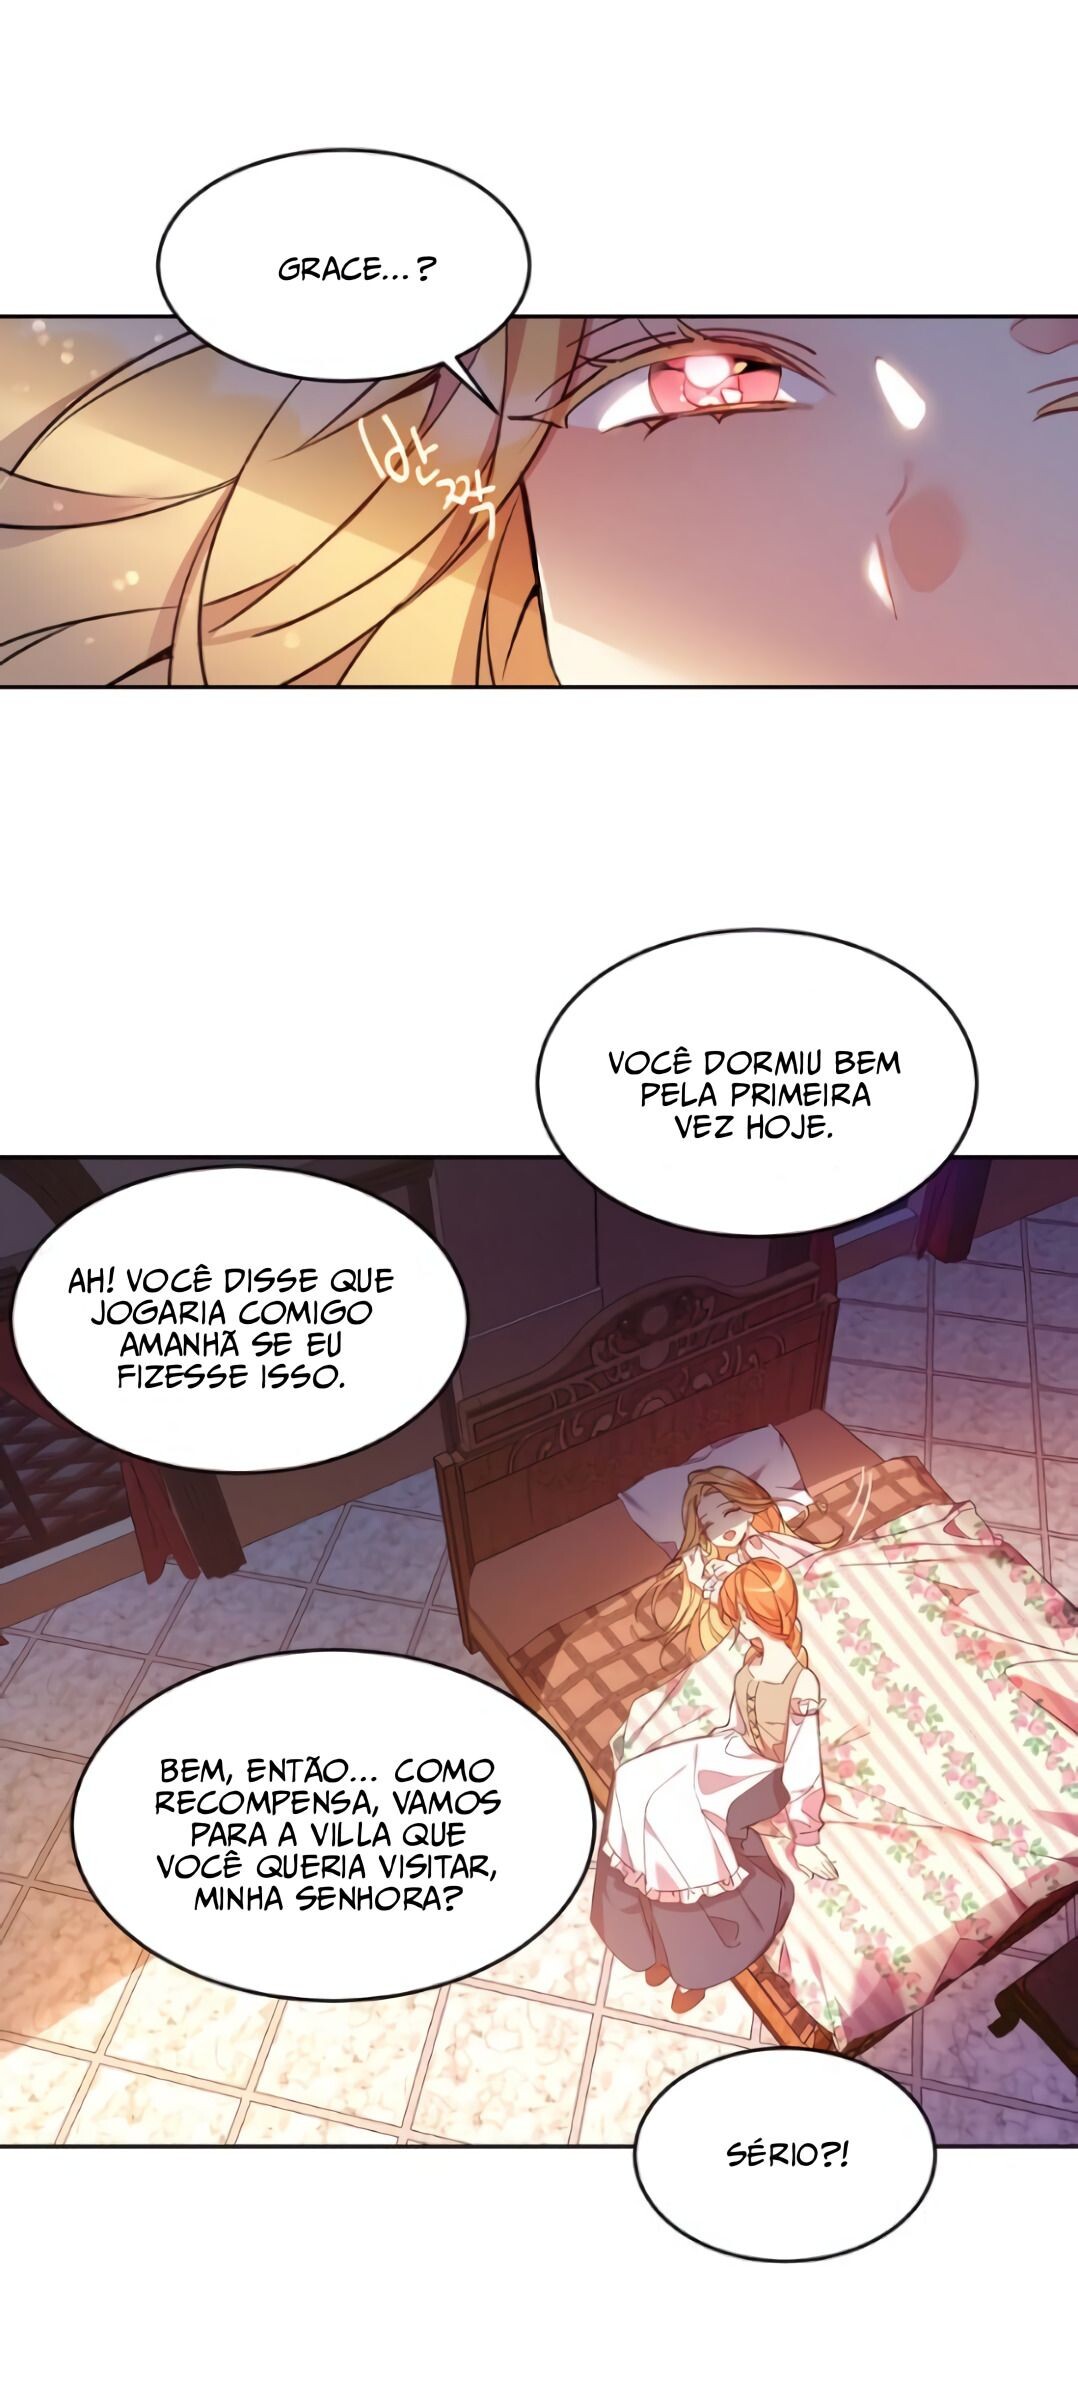 GRACE...?
반
짝
VOCÊ DORMIU BEM
PELA PRIMEIRA
VEZ HOJE.
AH! VOCÊ DISSE QUE
JOGARIA COMIGO
AMANHÃ SE EU
FIZESSE ISSO.
BEM, ENTÃO... COMO
RECOMPENSA, VAMOS
PARA A VILLA QUE
VOCÊ QUERIA VISITAR,
MINHA SENHORA?
SÉRIO?!